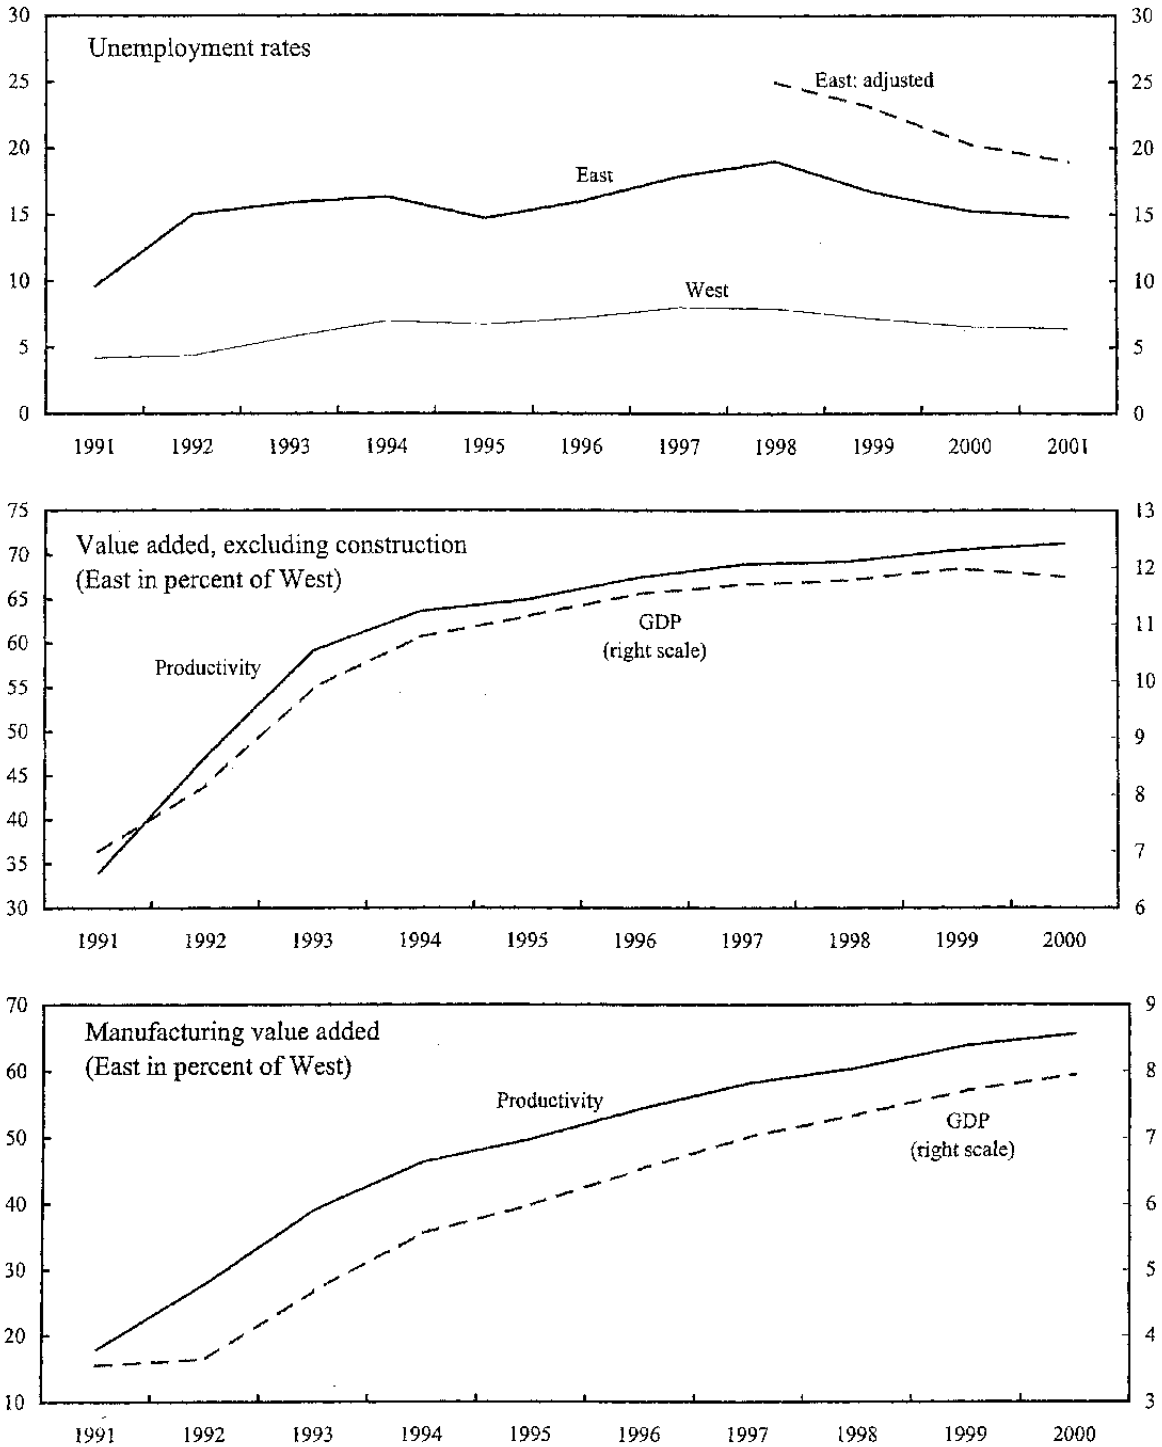 30 30
Unemployment rates
25 East: adjusted 25
20 20
East
15 15
10 West 10
5 5
0 0
1991 1992 1993 1994 1995 1996 1997 1998 1999 2000 2001
75 13
Value added, excluding construction
70
(East in percent of West) 12
65
GDP
60 11
(right scale)
Productivity
55 10
50
9
45
40 8
35 7
30 6
1991 1992 1993 1994 1995 1996 1997 1998 1999 2000
70 9
Manufacturing value added
(East in percent of West)
60 8
Productivity
GDP
50 7
(right scale)
40 6
30 5
20 4
10 3
1991 1992 1993 1994 1995 1996 1997 1998 1999 2000